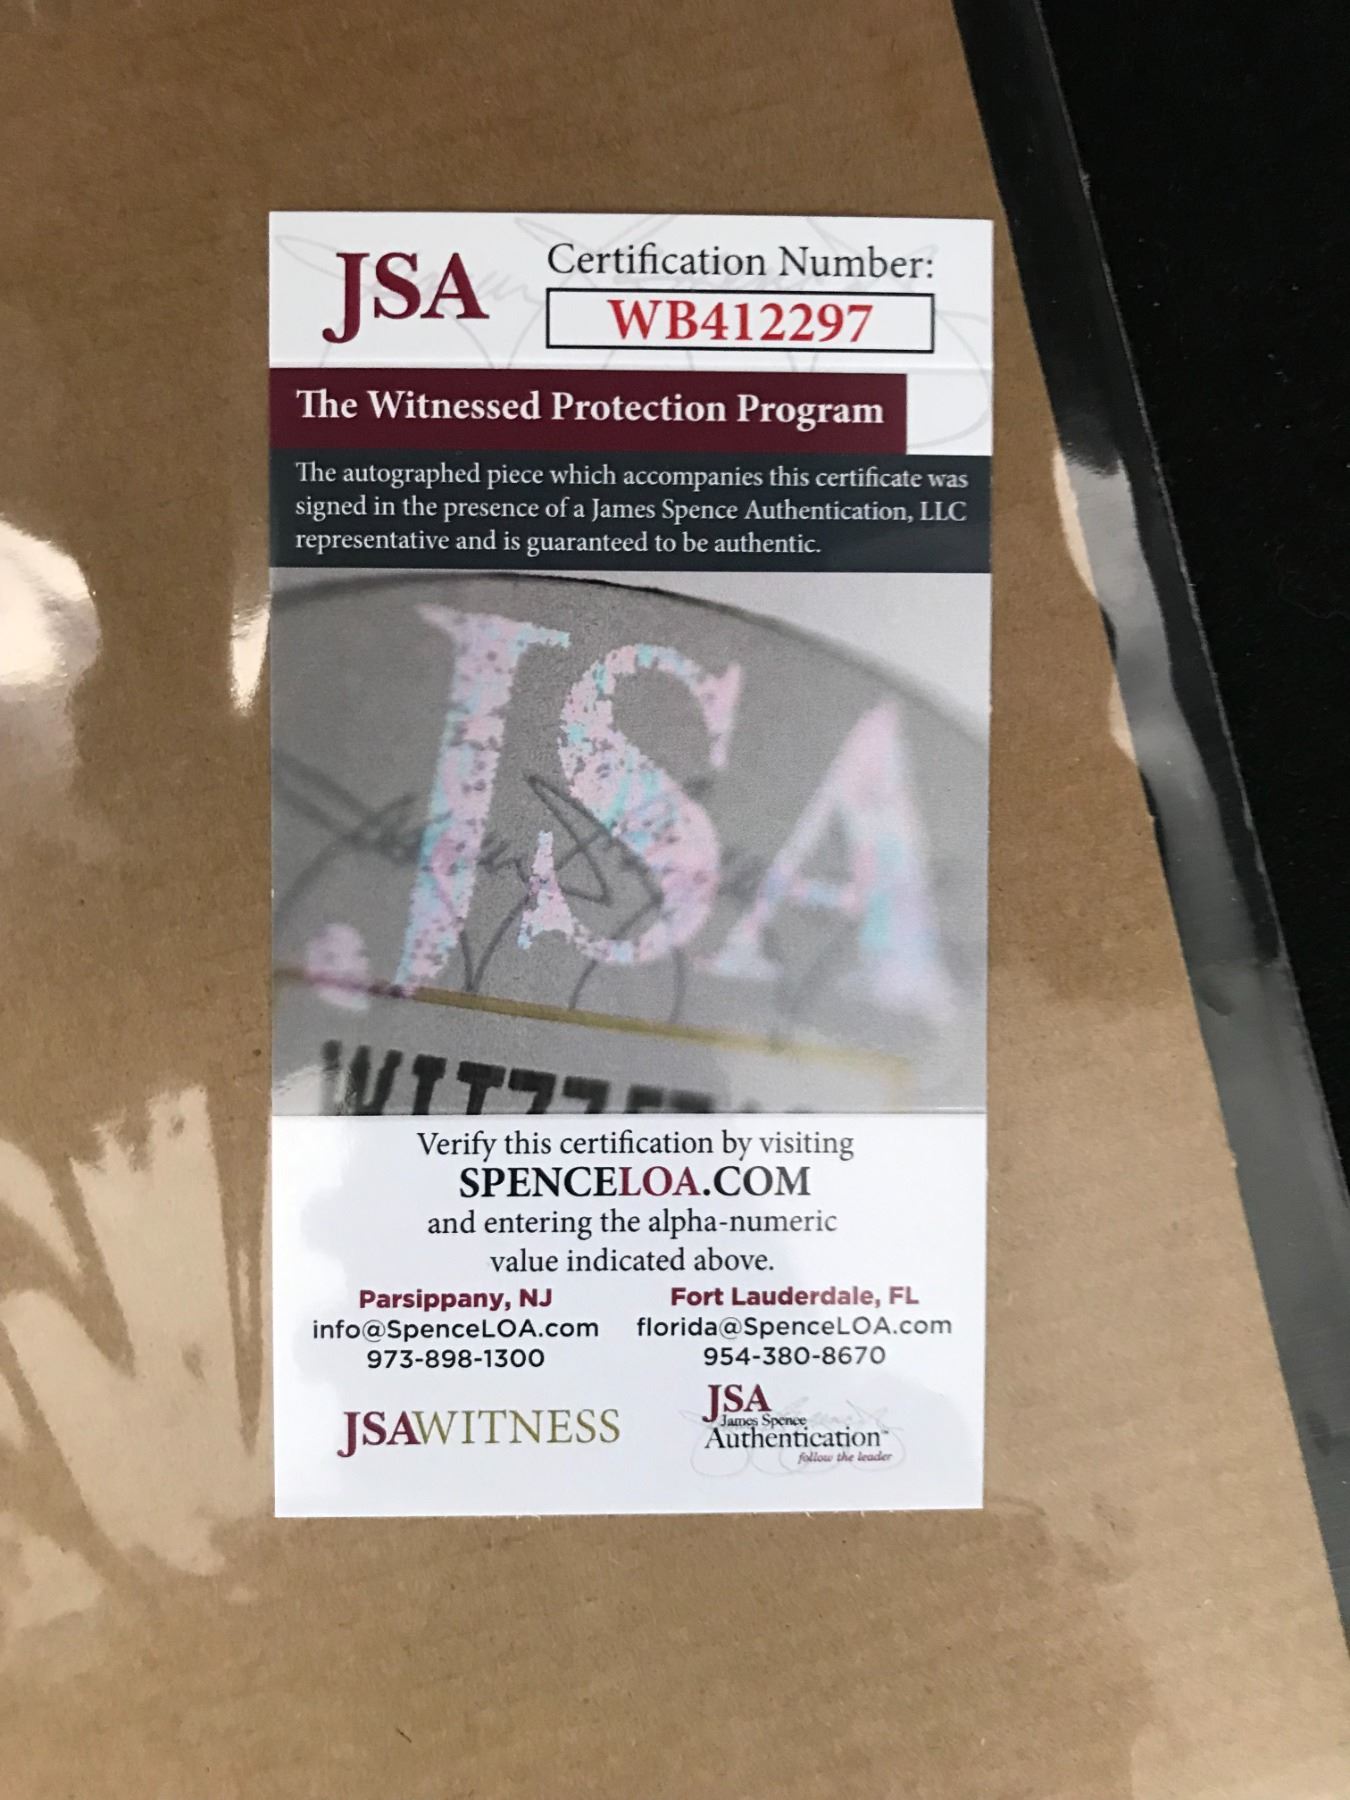 JSA
Certification Number:
WB412297
The Witnessed Protection Program
The autographed piece which accompanies this certificate was
signed in the presence of a James Spence Authentication, LLC
representative and is guaranteed to be authentic.
JSA
Verify this certification by visiting
SPENCELOA.COM
and entering the alpha-numeric
value indicated above.
Parsippany, NJ
info@SpenceLOA.com
973-898-1300
Fort Lauderdale, FL
florida@SpenceLOA.com
954-380-8670
JSAWITNESS
JSA
James Spence
Authentication™
follow the leader